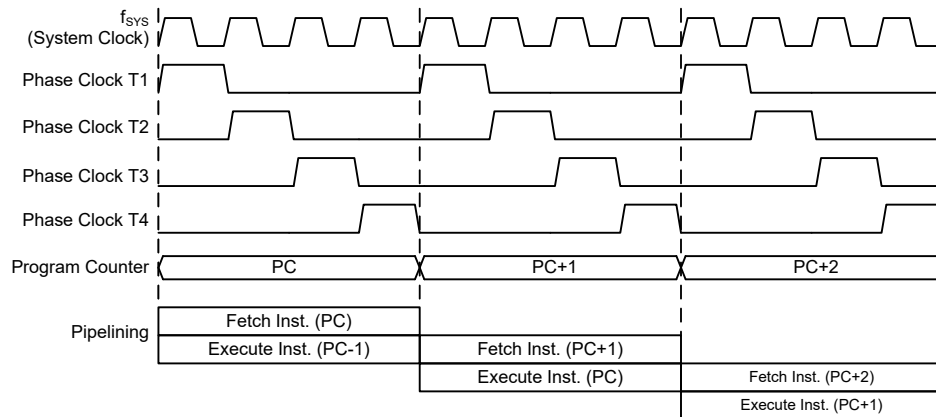 fSYS
(System Clock)
Phase Clock T1
Phase Clock T2
Phase Clock T3
Phase Clock T4
Program Counter PC PC+1 PC+2
Pipelining
Fetch Inst. (PC)
Execute Inst. (PC-1) Fetch Inst. (PC+1)
Execute Inst. (PC) Fetch Inst. (PC+2)
Execute Inst. (PC+1)